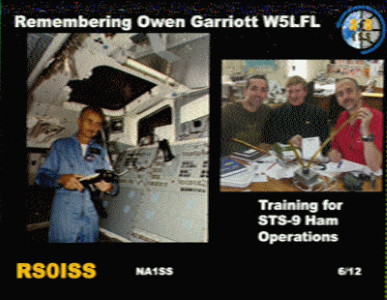 Remembering Owen Garriott W5LFL
Training for
STS-9 Ham
Operations
RS0ISS
NA1SS
6/12